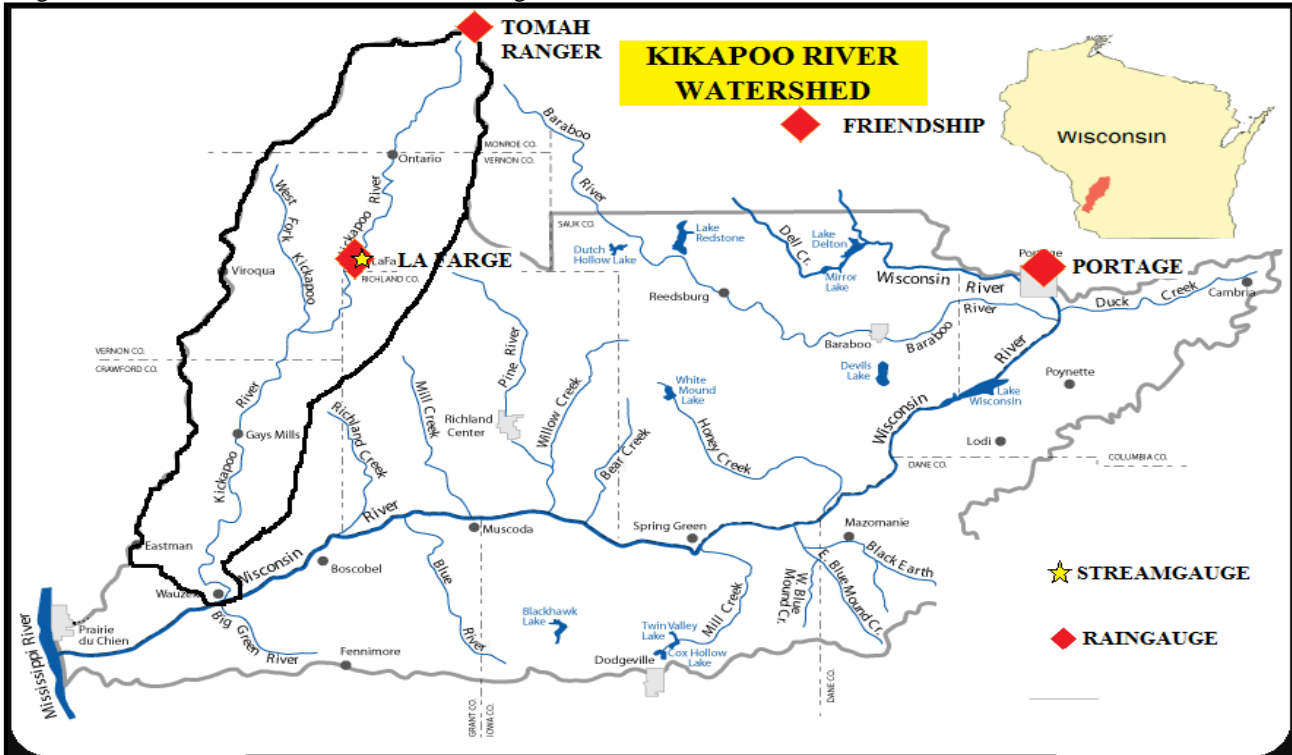 TOMAH
RANGER
KIKAPOO RIVER
WATERSHED
FRIENDSHIP
Wisconsin
Baraboo
River
MONROE CO.
VERNON CO.
Ontario
West
Fork
Kickapoo
Kickapoo
River
SAUK CO.
Lake
Redstone
Dutch
Hollow Lake
Dell Cr.
Lake
Delton
Mirror
Lake
LaFa
LA FARGE
RICHLAND CO.
Viroqua
Wisconsin
River
PORTAGE
Duck
Creek
Cambria
Reedsburg
River
Baraboo
Baraboo
Devils
Lake
River
Poynette
Lake
Wisconsin
VERNON CO.
CRAWFORD CO.
River
Mill Creek
Pine River
White
Mound
Lake
Wisconsin
Honey Creek
Richland
Center
Willow Creek
Bear Creek
Richland
Creek
Gays Mills
Kickapoo
Lodi
DANE CO.
COLUMBIA CO.
River
Muscoda
Spring Green
Mazomanie
Black Earth
Eastman
Wisconsin
Boscobel
Wauzek
Blue
River
Big
Green
River
E. Blue Mound Cr.
W. Blue
Mound Cr.
STREAMGAUGE
Mississippi River
Prairie
du Chien
Blackhawk
Lake
Twin Valley
Lake
Cox Hollow
Lake
Mill Creek
RAINGAUGE
Fennimore
Dodgeville
GRANT CO.
IOWA CO.
DANE CO.